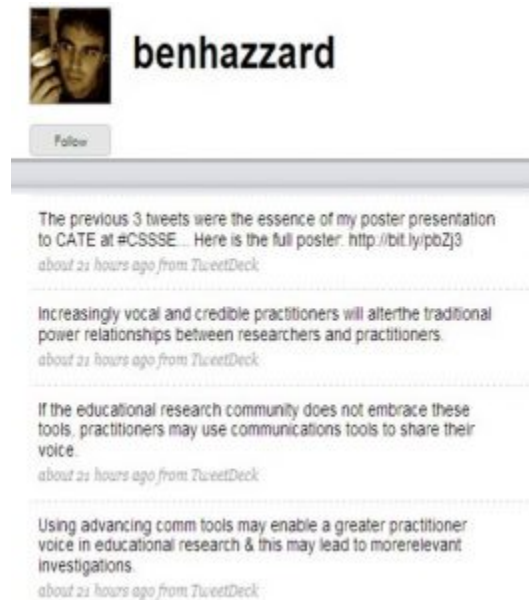 benhazzard
Follow
The previous 3 tweets were the essence of my poster presentation
to CATE at #CSSSE... Here is the full poster: http://bit.ly/pbZj3
about 21 hours ago from TweetDeck
Increasingly vocal and credible practitioners will alterthe traditional
power relationships between researchers and practitioners.
about 21 hours ago from TweetDeck
If the educational research community does not embrace these
tools, practitioners may use communications tools to share their
voice.
about 21 hours ago from TweetDeck
Using advancing comm tools may enable a greater practitioner
voice in educational research & this may lead to morerelevant
investigations.
about 21 hours ago from TweetDeck